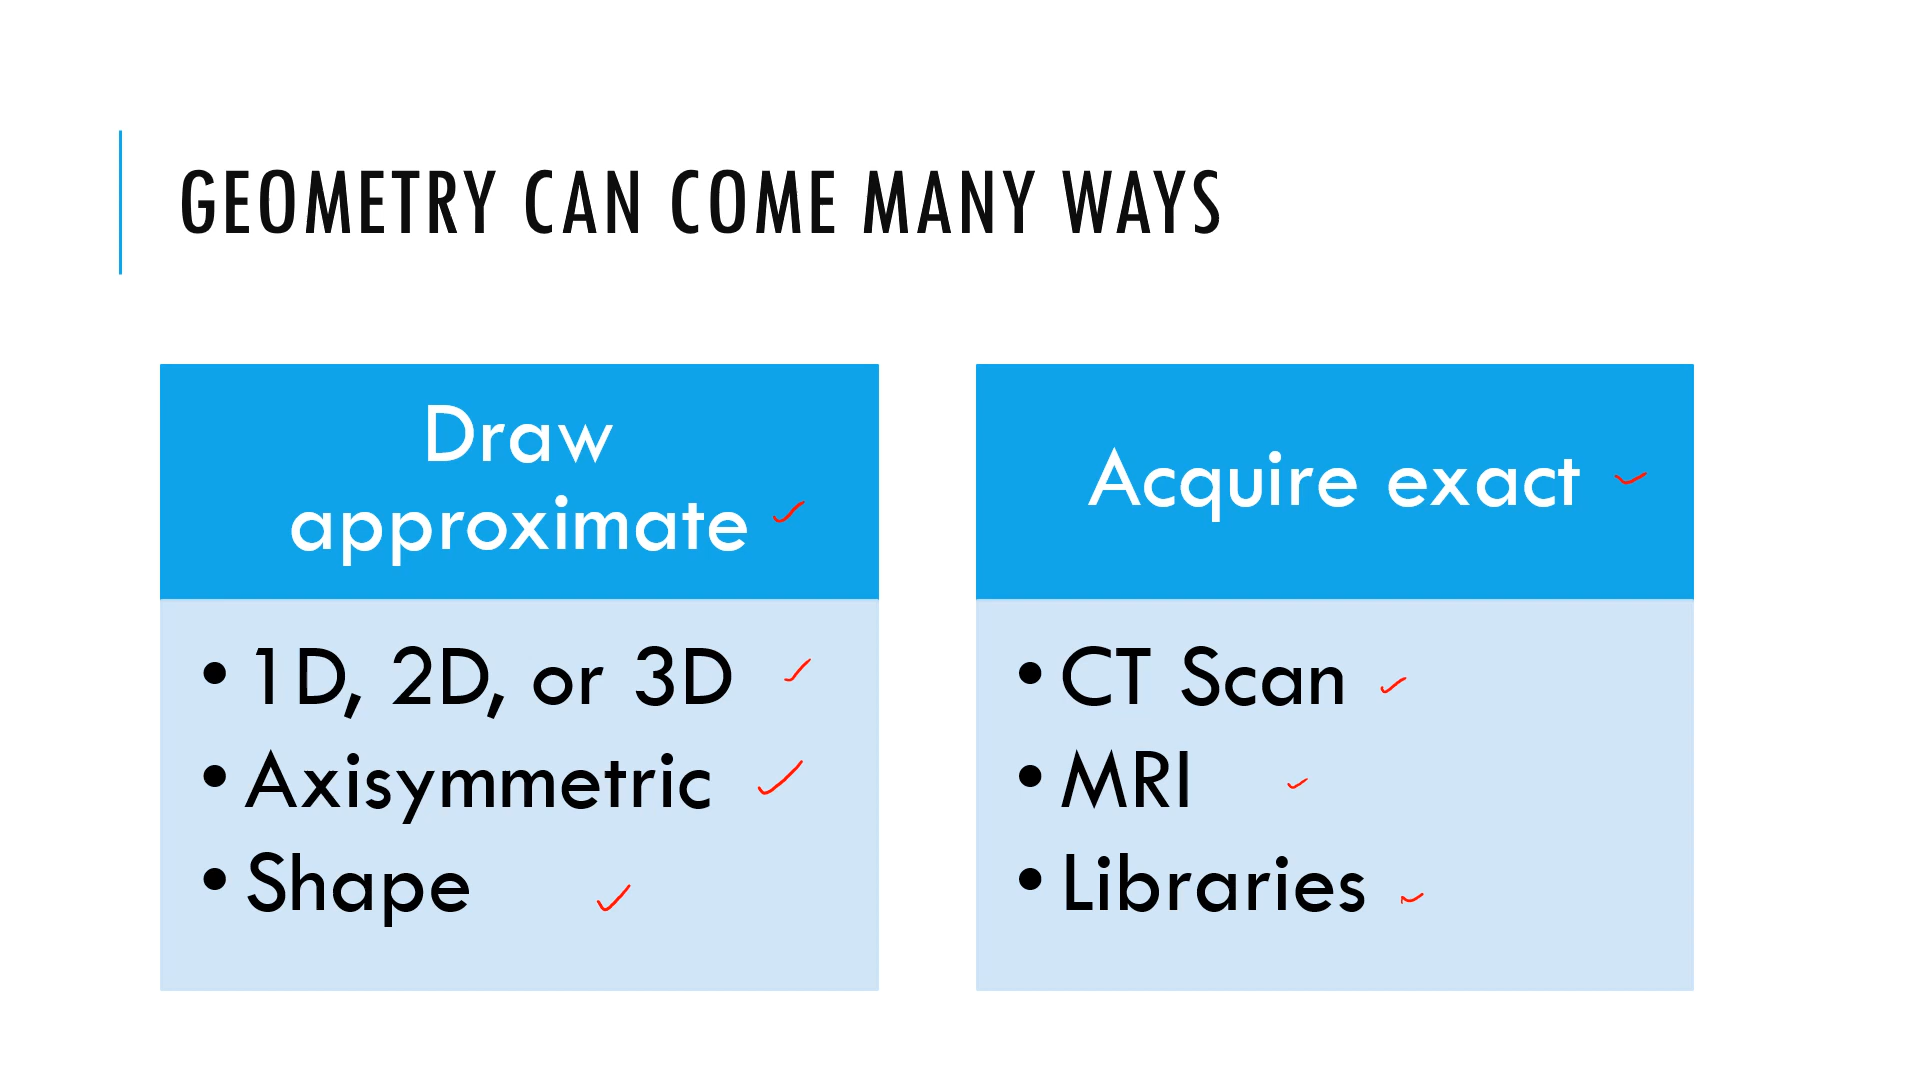 GEOMETRY CAN COME MANY WAYS
Draw
approximate
• 1D, 2D, or 3D
• Axisymmetric
• Shape
Acquire exact
• CT Scan
• MRI
• Libraries